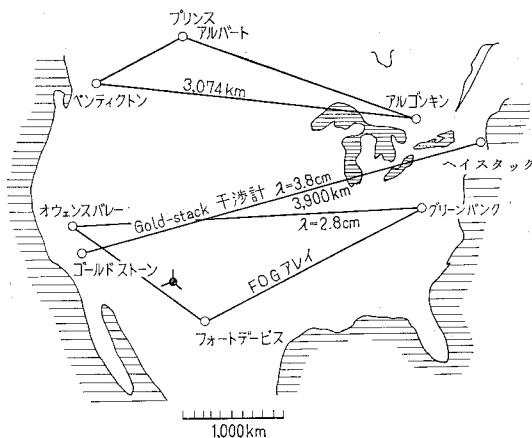 プリンス
アルバート
3,074km
ペンティクトン
アルゴンキン
ヘイスタック
Gold-stack 干渉計 λ=3.8cm
3,900km
オウェンスバレー
グリーンバンク
λ=2.8cm
ゴールドストーン
FOGアレイ
フォートデービス
1,000km